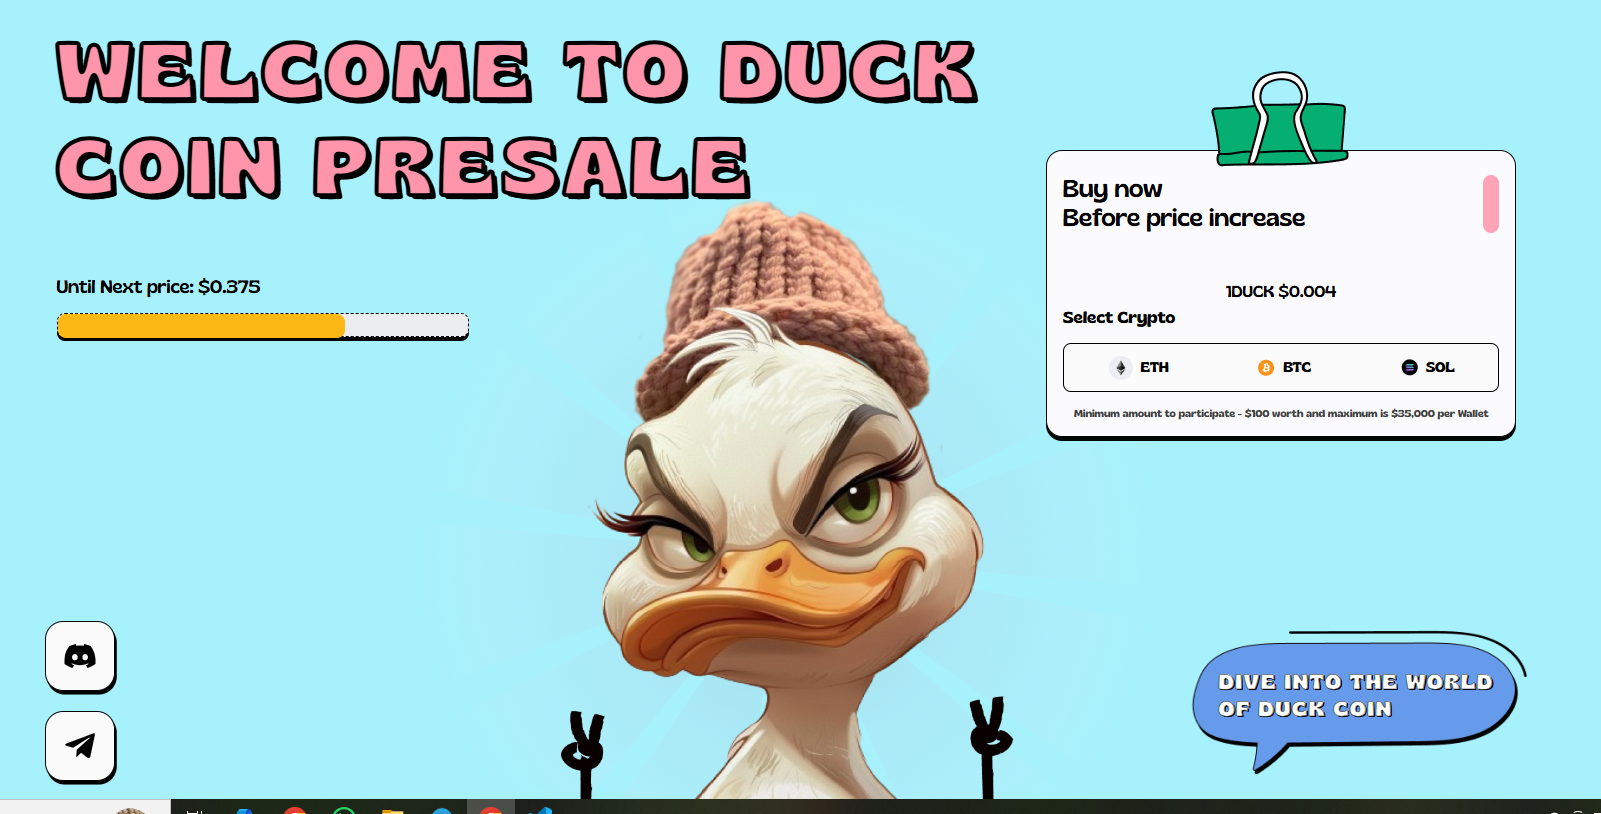 WELCOME TO DUCK
COIN PRESALE
Until Next price: $0.375
Buy now
Before price increase
1DUCK $0.004
Select Crypto
ETH BTC SOL
Minimum amount to participate - $100 worth and maximum is $35,000 per Wallet
DIVE INTO THE WORLD
OF DUCK COIN